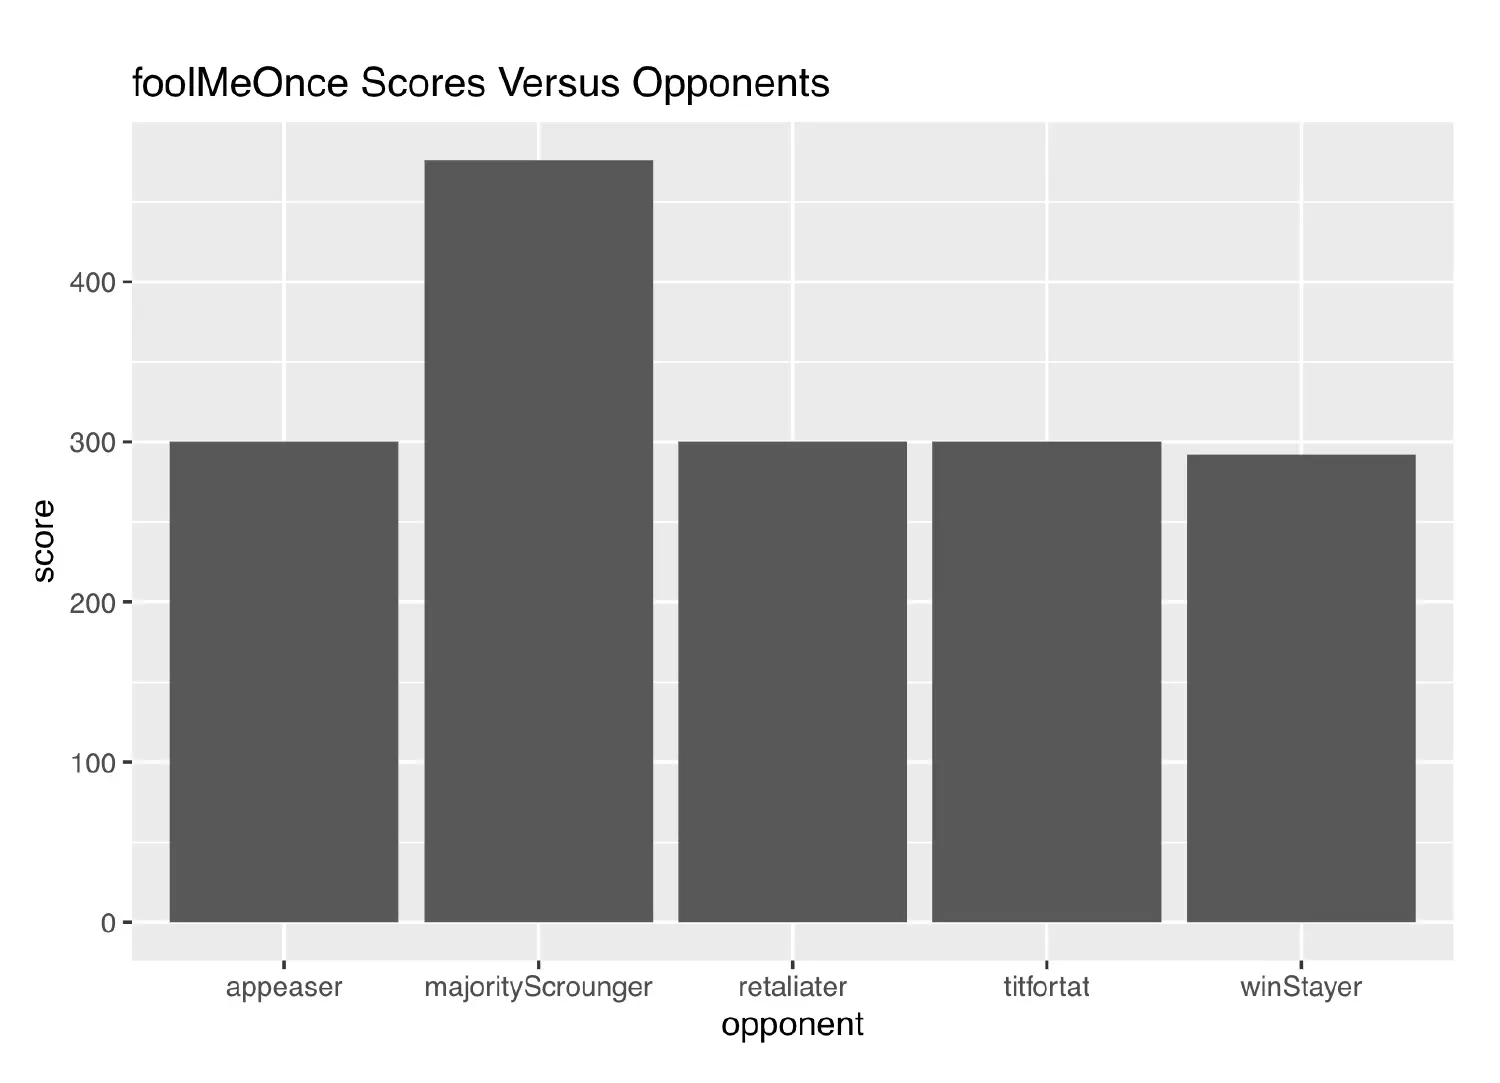 foolMeOnce Scores Versus Opponents
score
400
300
200
100
0
appeaser majorityScrounger retaliater titfortat winStayer
opponent